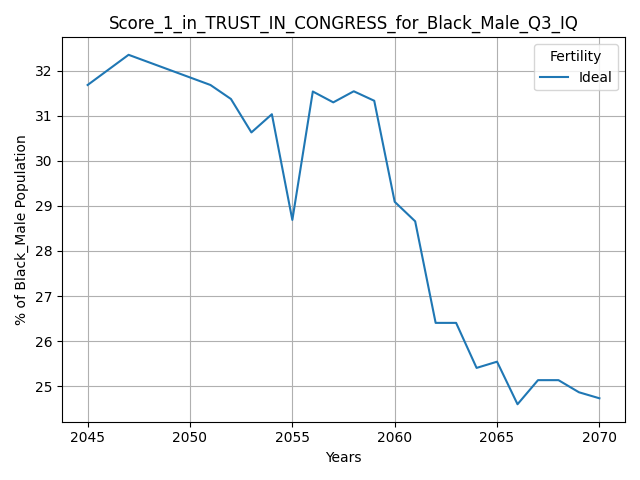 Score_1_in_TRUST_IN_CONGRESS_for_Black_Male_Q3_IQ
Fertility
Ideal
% of Black_Male Population
32
31
30
29
28
27
26
25
2045
2050
2055
2060
2065
2070
Years